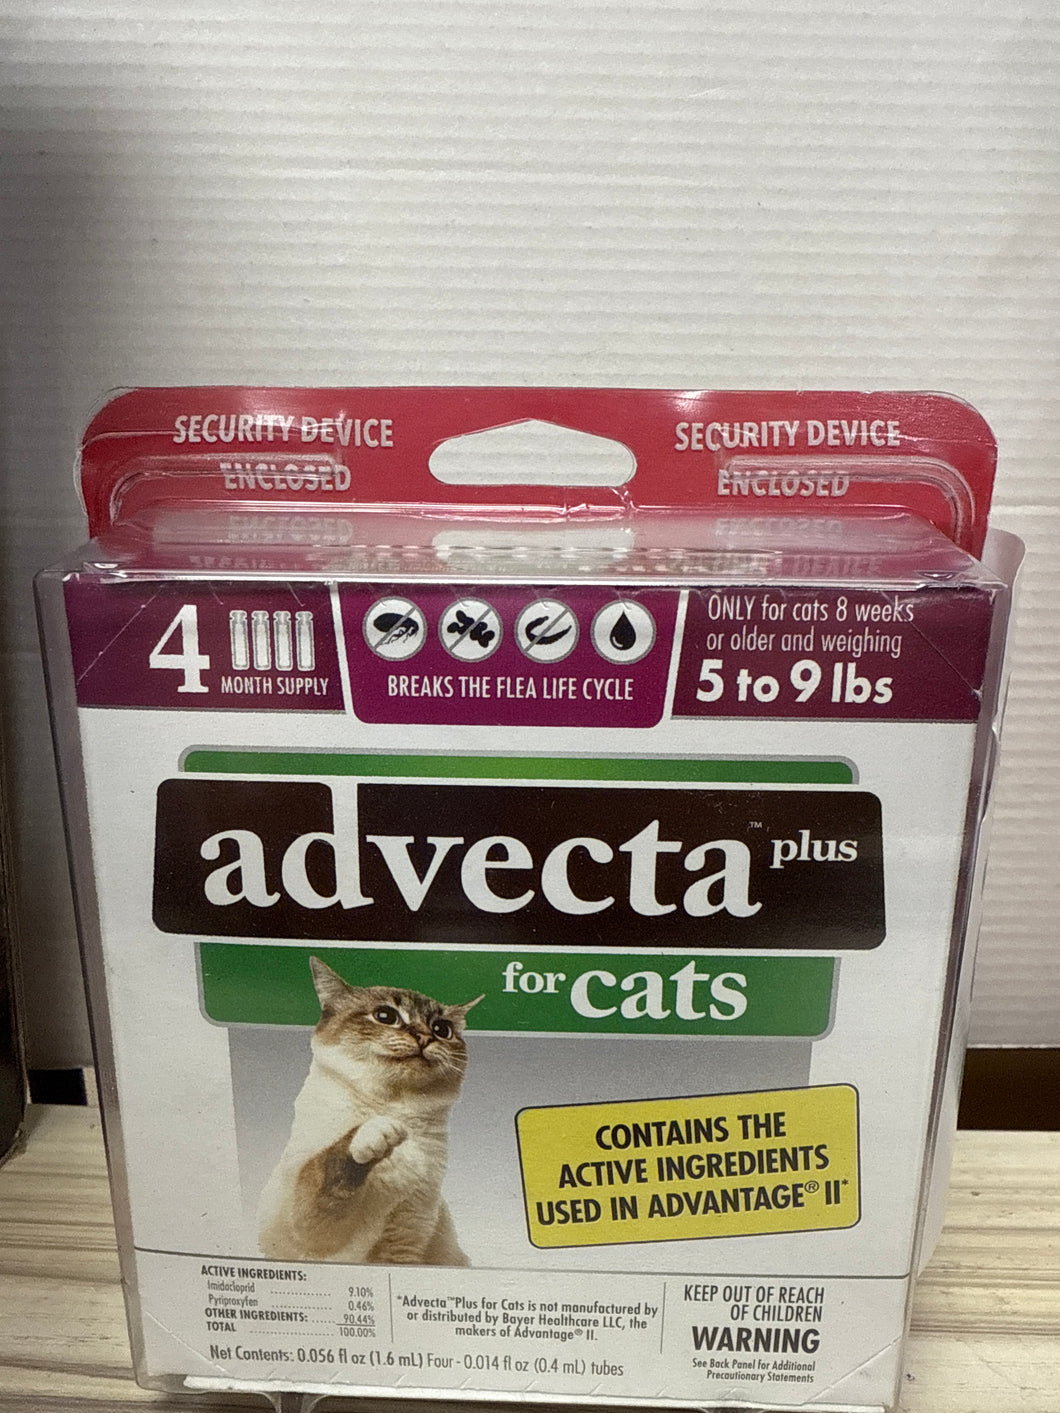 SECURITY DEVICE
ENCLOSED
SECURITY DEVICE
ENCLOSED
4
MONTH SUPPLY
BREAKS THE FLEA LIFE CYCLE
ONLY for cats 8 weeks
or older and weighing
5 to 9 lbs
advecta™ plus
for cats
CONTAINS THE
ACTIVE INGREDIENTS
USED IN ADVANTAGE® II*
ACTIVE INGREDIENTS:
Imidacloprid .................. 9.10%
Pyriproxyfen .................. 0.46%
OTHER INGREDIENTS: ..... 90.44%
TOTAL .................. 100.00%
*Advecta™Plus for Cats is not manufactured by
or distributed by Bayer Healthcare LLC, the
makers of Advantage® II.
Net Contents: 0.056 fl oz (1.6 mL) Four - 0.014 fl oz (0.4 mL) tubes
KEEP OUT OF REACH
OF CHILDREN
WARNING
See Back Panel for Additional
Precautionary Statements